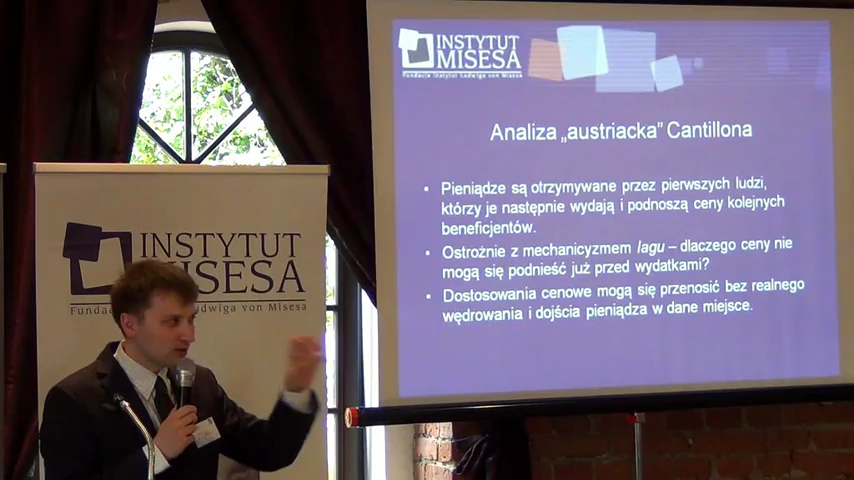 INSTYTUT
MISESA
Fundacja Instytut Ludwiga von Misesa
Analiza „austriacka” Cantillona
• Pieniądze są otrzymywane przez pierwszych ludzi,
którzy je następnie wydają i podnoszą ceny kolejnych
beneficjentów.
• Ostrożnie z mechanicyzmem lagu – dlaczego ceny nie
mogą się podnieść już przed wydatkami?
• Dostosowania cenowe mogą się przenosić bez realnego
wędrowania i dojścia pieniądza w dane miejsce.
INSTYTUT
MISESA
Ludwiga von Misesa